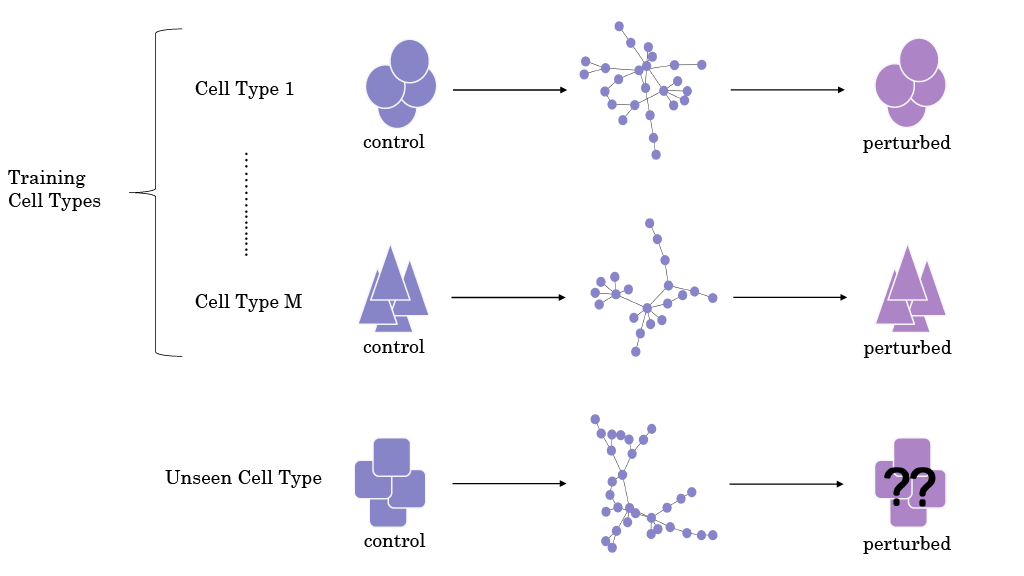 Cell Type 1
control
perturbed
Training
Cell Types
Cell Type M
control
perturbed
Unseen Cell Type
??
control
perturbed